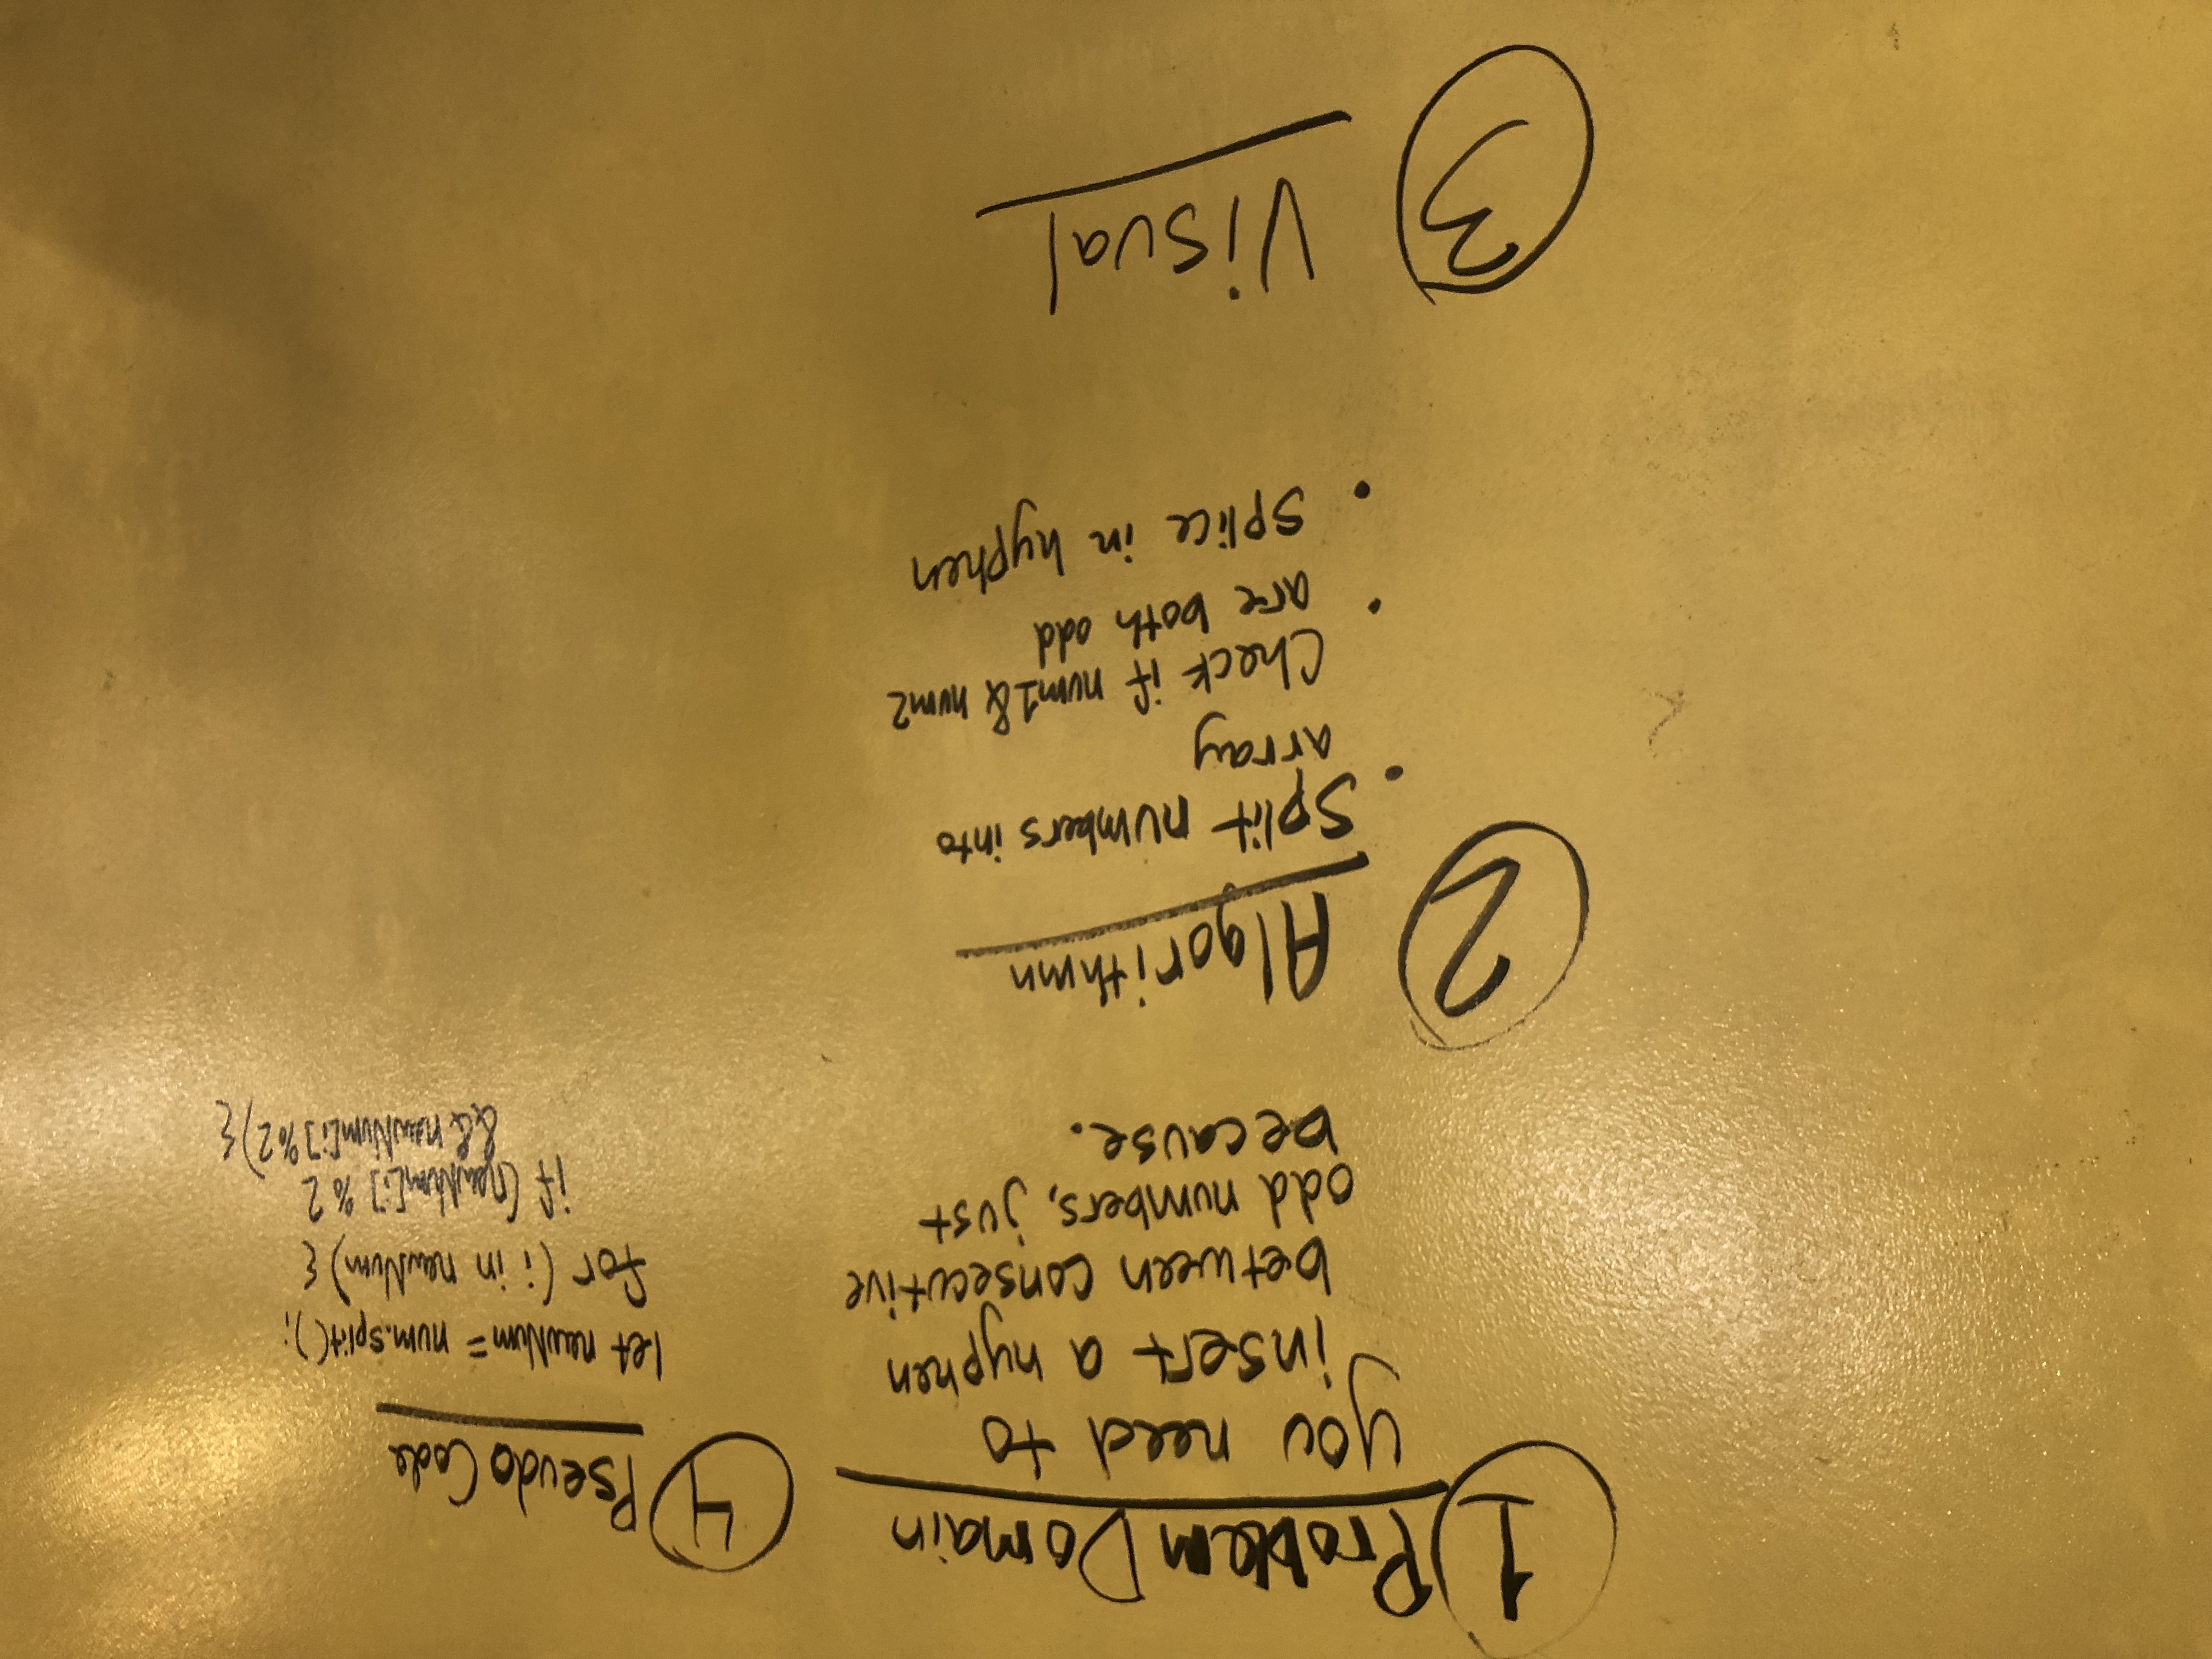 1 Problem Domain
you need to
insert a hyphen
between consecutive
odd numbers, just
because.
2 Algorithmn
• Split numbers into
array
• Check if num1 & num2
are both odd
• splice in hyphen
3 Visual
4 Pseudo Code
let newNum = num.split();
for (i in newNum) {
if (newNum[i] % 2
&& newNum[i] % 2) {